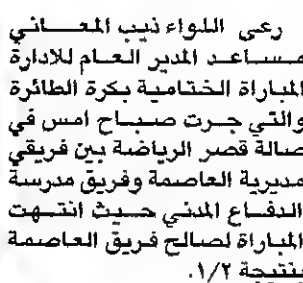 رعى اللواء نيب المعاني
مساعد المدير العام للادارة
المباراة الختامية بكرة الطائرة
والتي جرت صباح امس في
صالة قصر الرياضة بين فريقي
مديرية العاصمة وفريق مدرسة
الدفاع المدني حيث انتهت
المباراة لصالح فريق العاصمة
بنتيجة ١/٢.